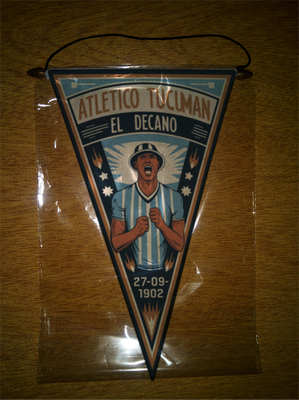 ATLETICO TUCUMAN
EL DECANO
27-09-
1902